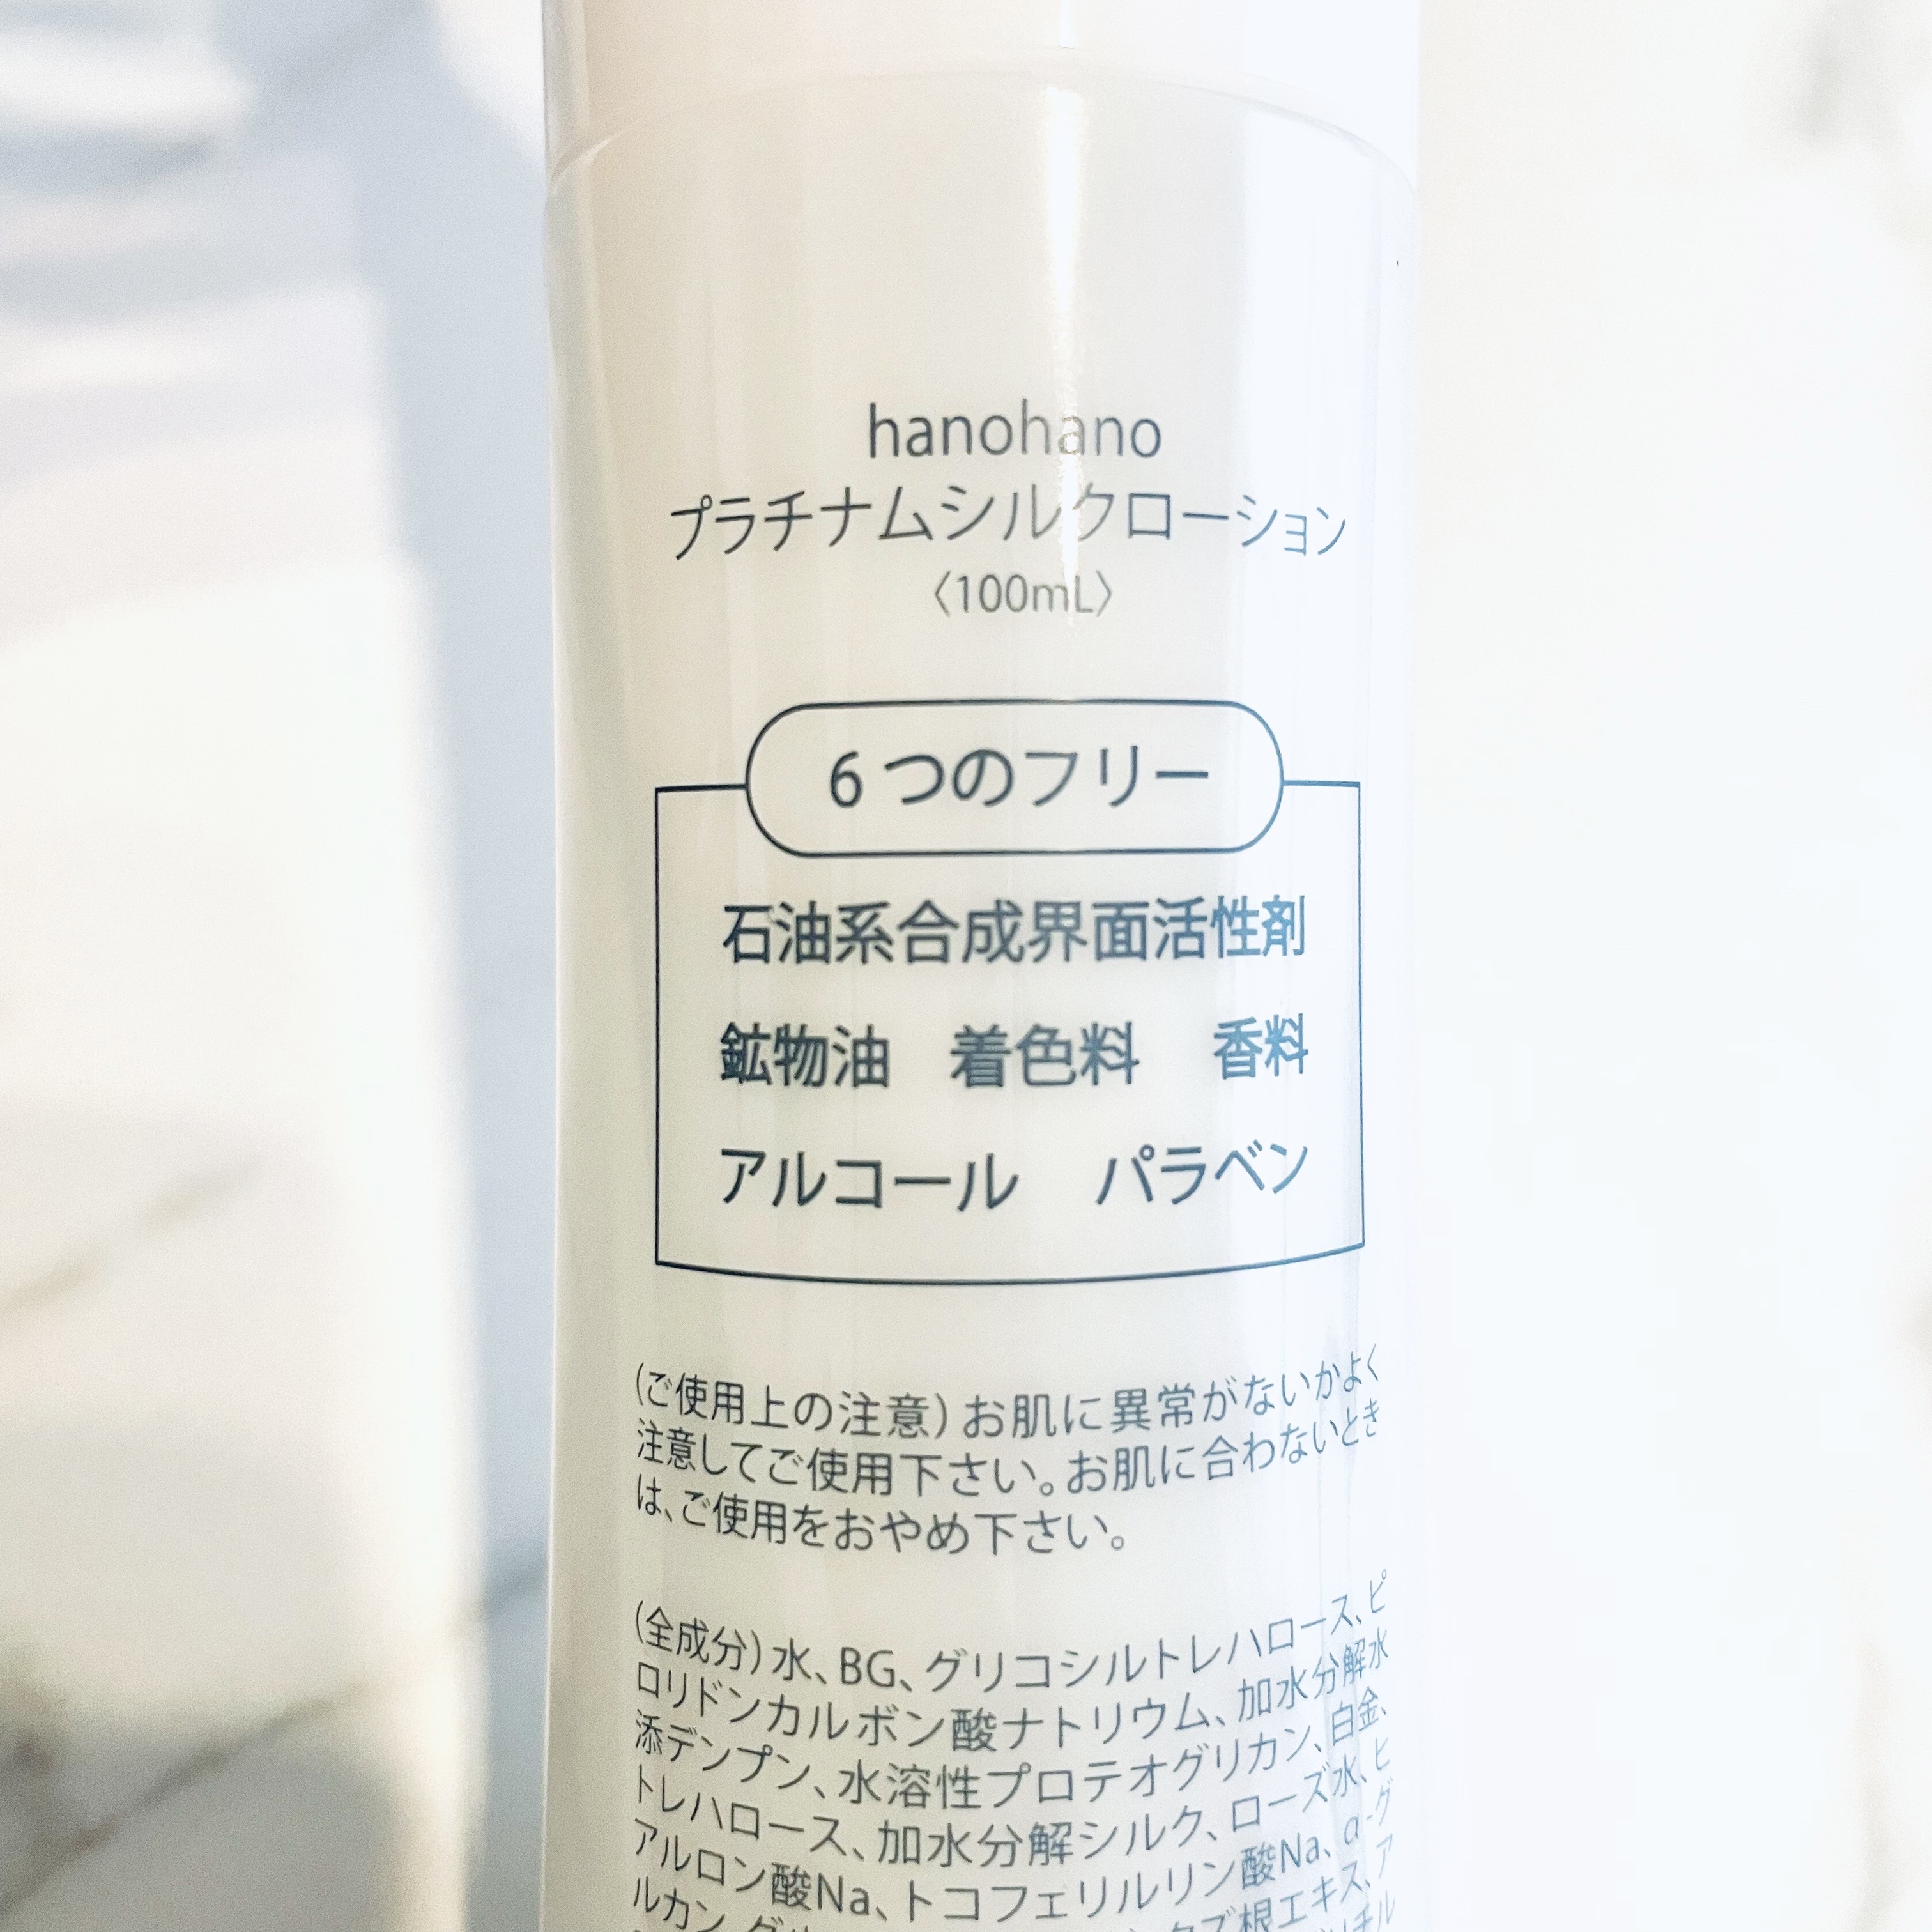 hanohano
プラチナムシルクローション
〈100mL〉
6つのフリー
石油系合成界面活性剤
鉱物油 着色料 香料
アルコール パラベン
(ご使用上の注意)お肌に異常がないかよく
注意してご使用下さい。お肌に合わないとき
は、ご使用をおやめ下さい。
(全成分)水、BG、グリコシルトレハロース、ピ
ロリドンカルボン酸ナトリウム、加水分解水
添デンプン、水溶性プロテオグリカン、白金、
トレハロース、加水分解シルク、ローズ水、ヒ
アルロン酸Na、トコフェリルリン酸Na、α-グ
ルカン、 根エキス、ア